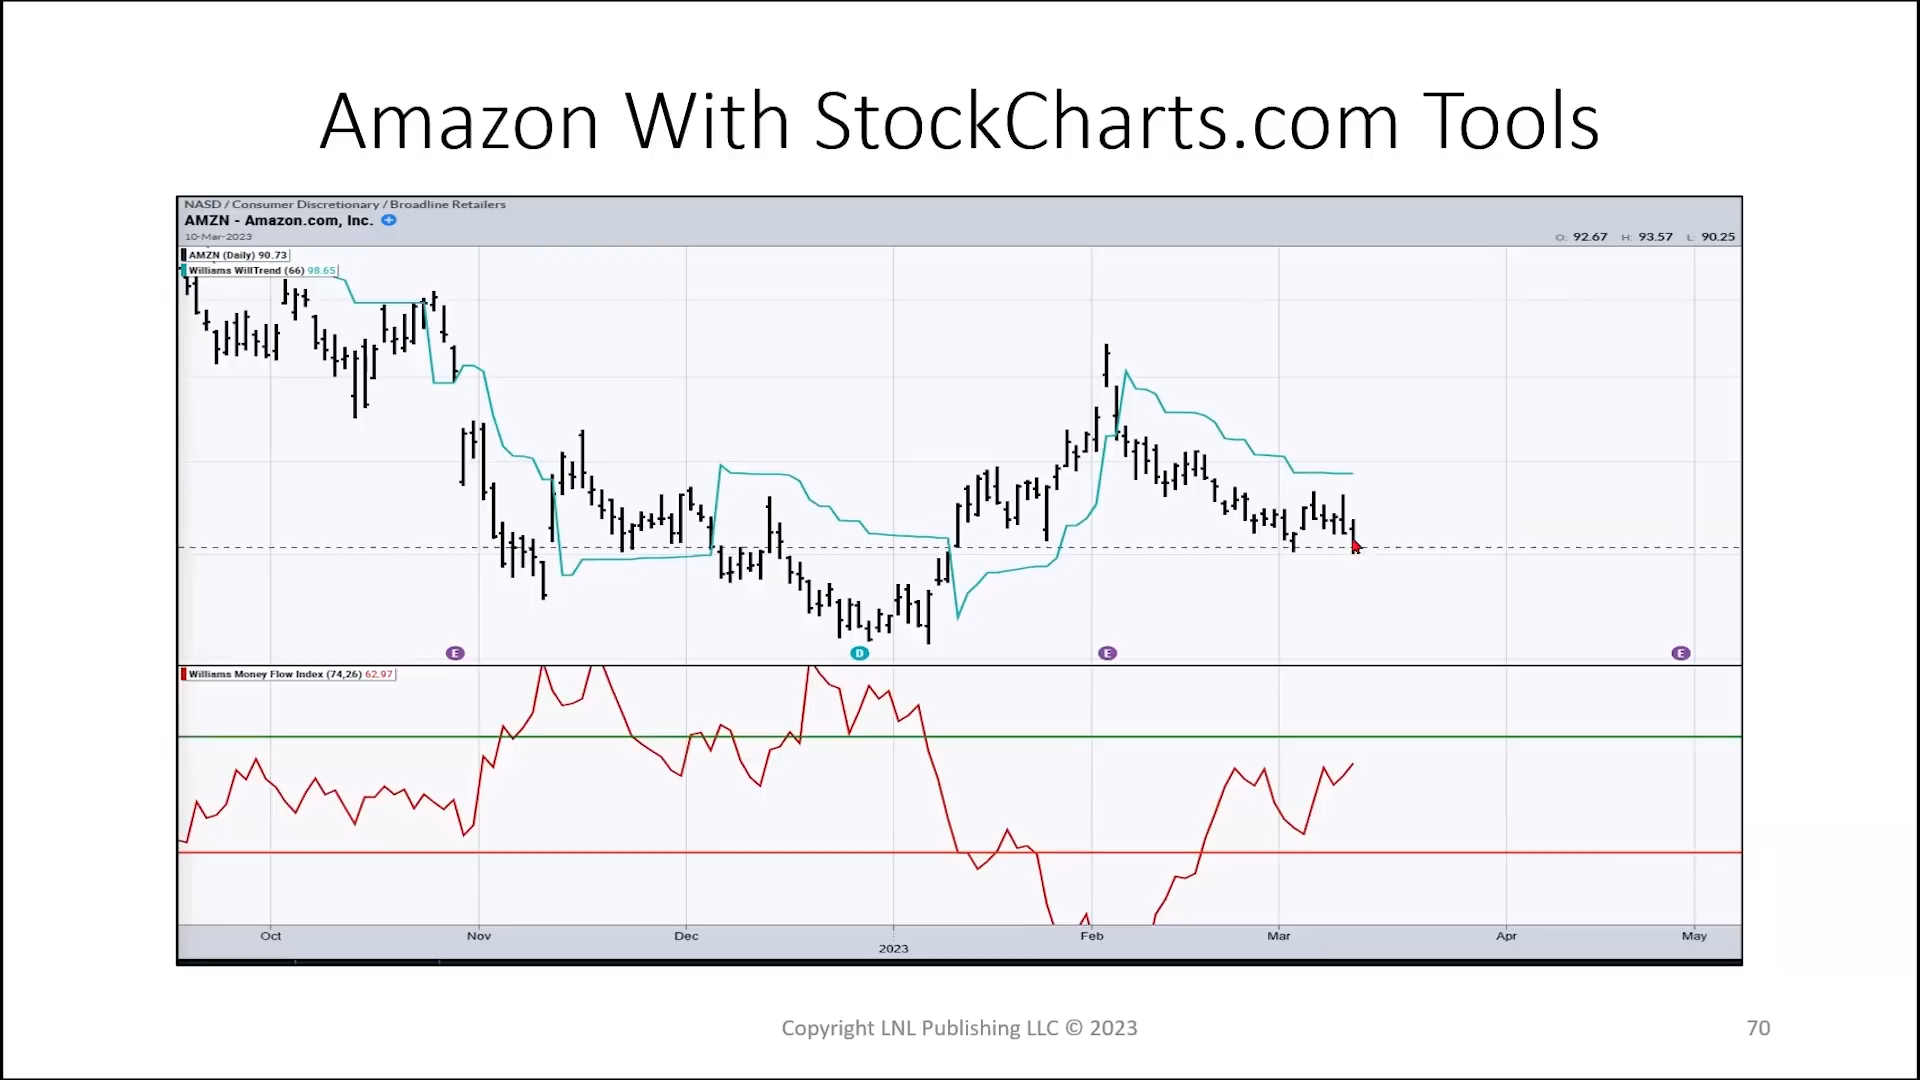 Amazon With StockCharts.com Tools
NASD / Consumer Discretionary / Broadline Retailers
AMZN - Amazon.com, Inc.
10-Mar-2023
O: 92.67 H: 93.57 L: 90.25
AMZN (Daily) 90.73
Williams WillTrend (66) 98.65
E D E E
Williams Money Flow Index (74,26) 62.97
Oct Nov Dec 2023 Feb Mar Apr May
Copyright LNL Publishing LLC © 2023
70